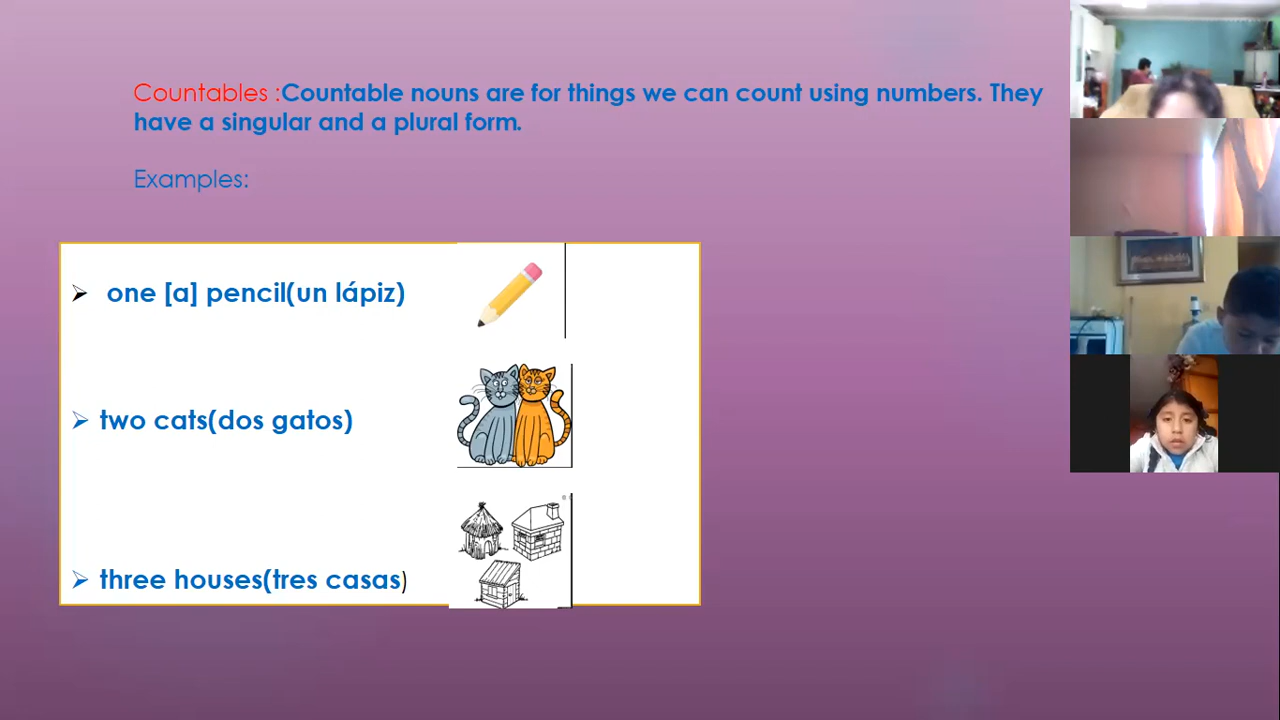 Countables :Countable nouns are for things we can count using numbers. They
have a singular and a plural form.
Examples:
one [a] pencil(un lápiz)
two cats(dos gatos)
three houses(tres casas)